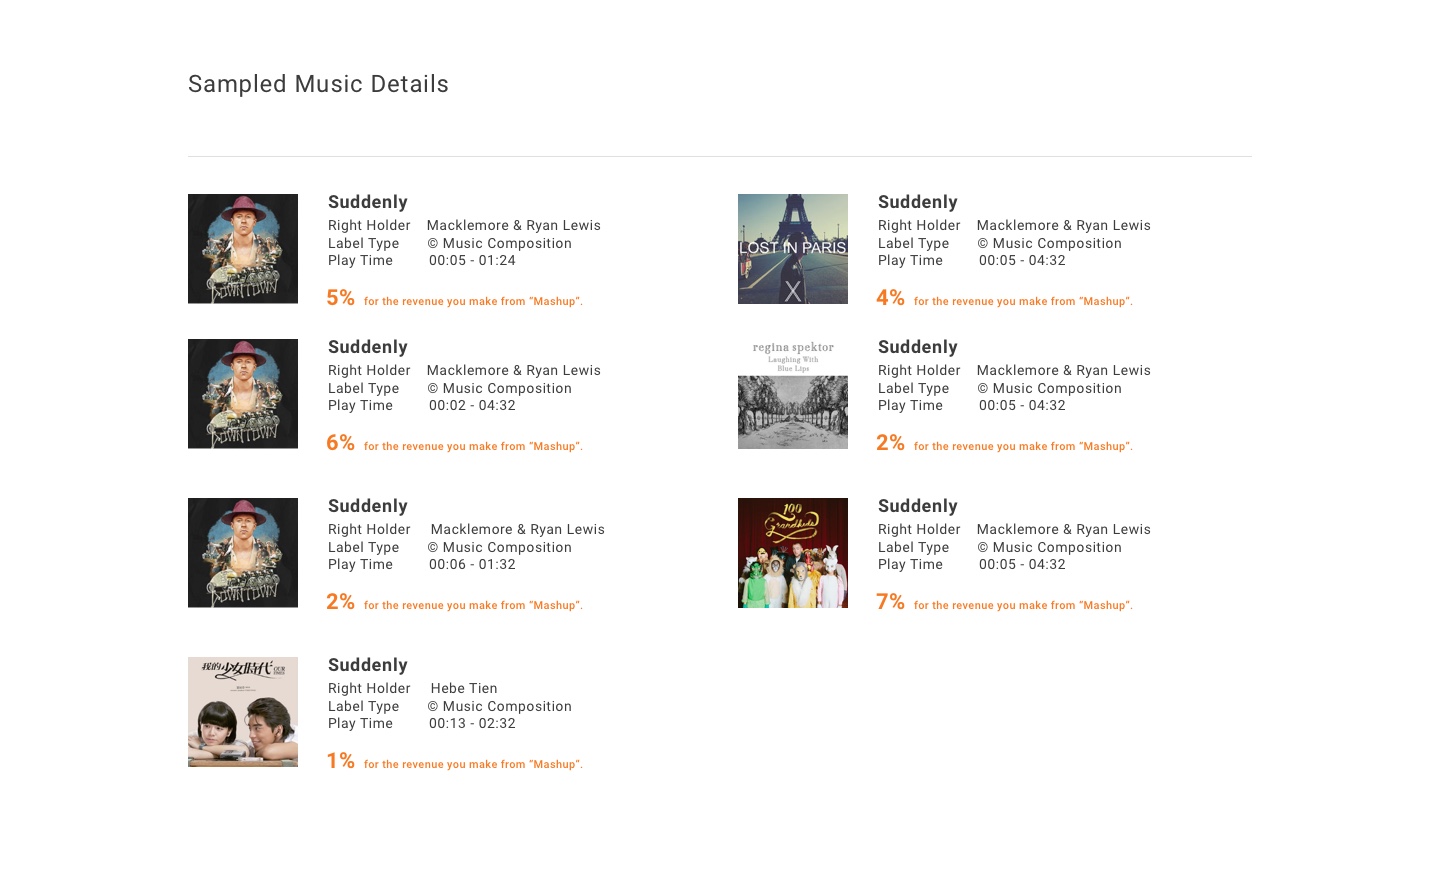 Sampled Music Details
DOWNTOWN
Suddenly
Right Holder Macklemore & Ryan Lewis
Label Type © Music Composition
Play Time 00:05 - 01:24
5% for the revenue you make from “Mashup”.
LOST IN PARIS
X
Suddenly
Right Holder Macklemore & Ryan Lewis
Label Type © Music Composition
Play Time 00:05 - 04:32
4% for the revenue you make from “Mashup”.
DOWNTOWN
Suddenly
Right Holder Macklemore & Ryan Lewis
Label Type © Music Composition
Play Time 00:02 - 04:32
6% for the revenue you make from “Mashup”.
regina spektor
Laughing With
Blue Lips
Suddenly
Right Holder Macklemore & Ryan Lewis
Label Type © Music Composition
Play Time 00:05 - 04:32
2% for the revenue you make from “Mashup”.
DOWNTOWN
Suddenly
Right Holder Macklemore & Ryan Lewis
Label Type © Music Composition
Play Time 00:06 - 01:32
2% for the revenue you make from “Mashup”.
100
Suddenly
Right Holder Macklemore & Ryan Lewis
Label Type © Music Composition
Play Time 00:05 - 04:32
7% for the revenue you make from “Mashup”.
我的少女時代 OUR
TIMES
Suddenly
Right Holder Hebe Tien
Label Type © Music Composition
Play Time 00:13 - 02:32
1% for the revenue you make from “Mashup”.